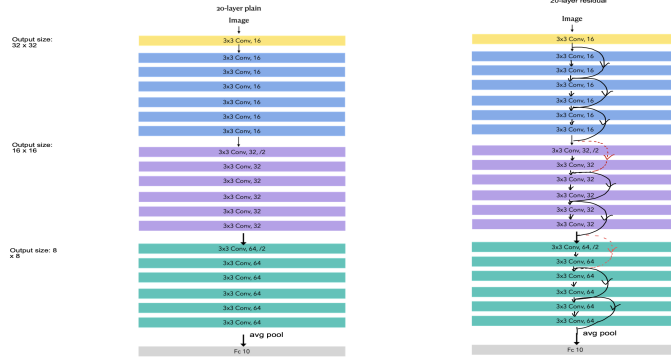 20-layer plain
Image
Output size:
32 x 32
3x3 Conv, 16
3x3 Conv, 16
3x3 Conv, 16
3x3 Conv, 16
3x3 Conv, 16
3x3 Conv, 16
3x3 Conv, 16
Output size:
16 x 16
3x3 Conv, 32, /2
3x3 Conv, 32
3x3 Conv, 32
3x3 Conv, 32
3x3 Conv, 32
3x3 Conv, 32
Output size: 8
x 8
3x3 Conv, 64, /2
3x3 Conv, 64
3x3 Conv, 64
3x3 Conv, 64
3x3 Conv, 64
3x3 Conv, 64
avg pool
Fc 10
20-layer residual
Image
3x3 Conv, 16
3x3 Conv, 16
3x3 Conv, 16
3x3 Conv, 16
3x3 Conv, 16
3x3 Conv, 16
3x3 Conv, 16
3x3 Conv, 32, /2
3x3 Conv, 32
3x3 Conv, 32
3x3 Conv, 32
3x3 Conv, 32
3x3 Conv, 32
3x3 Conv, 64, /2
3x3 Conv, 64
3x3 Conv, 64
3x3 Conv, 64
3x3 Conv, 64
3x3 Conv, 64
avg pool
Fc 10